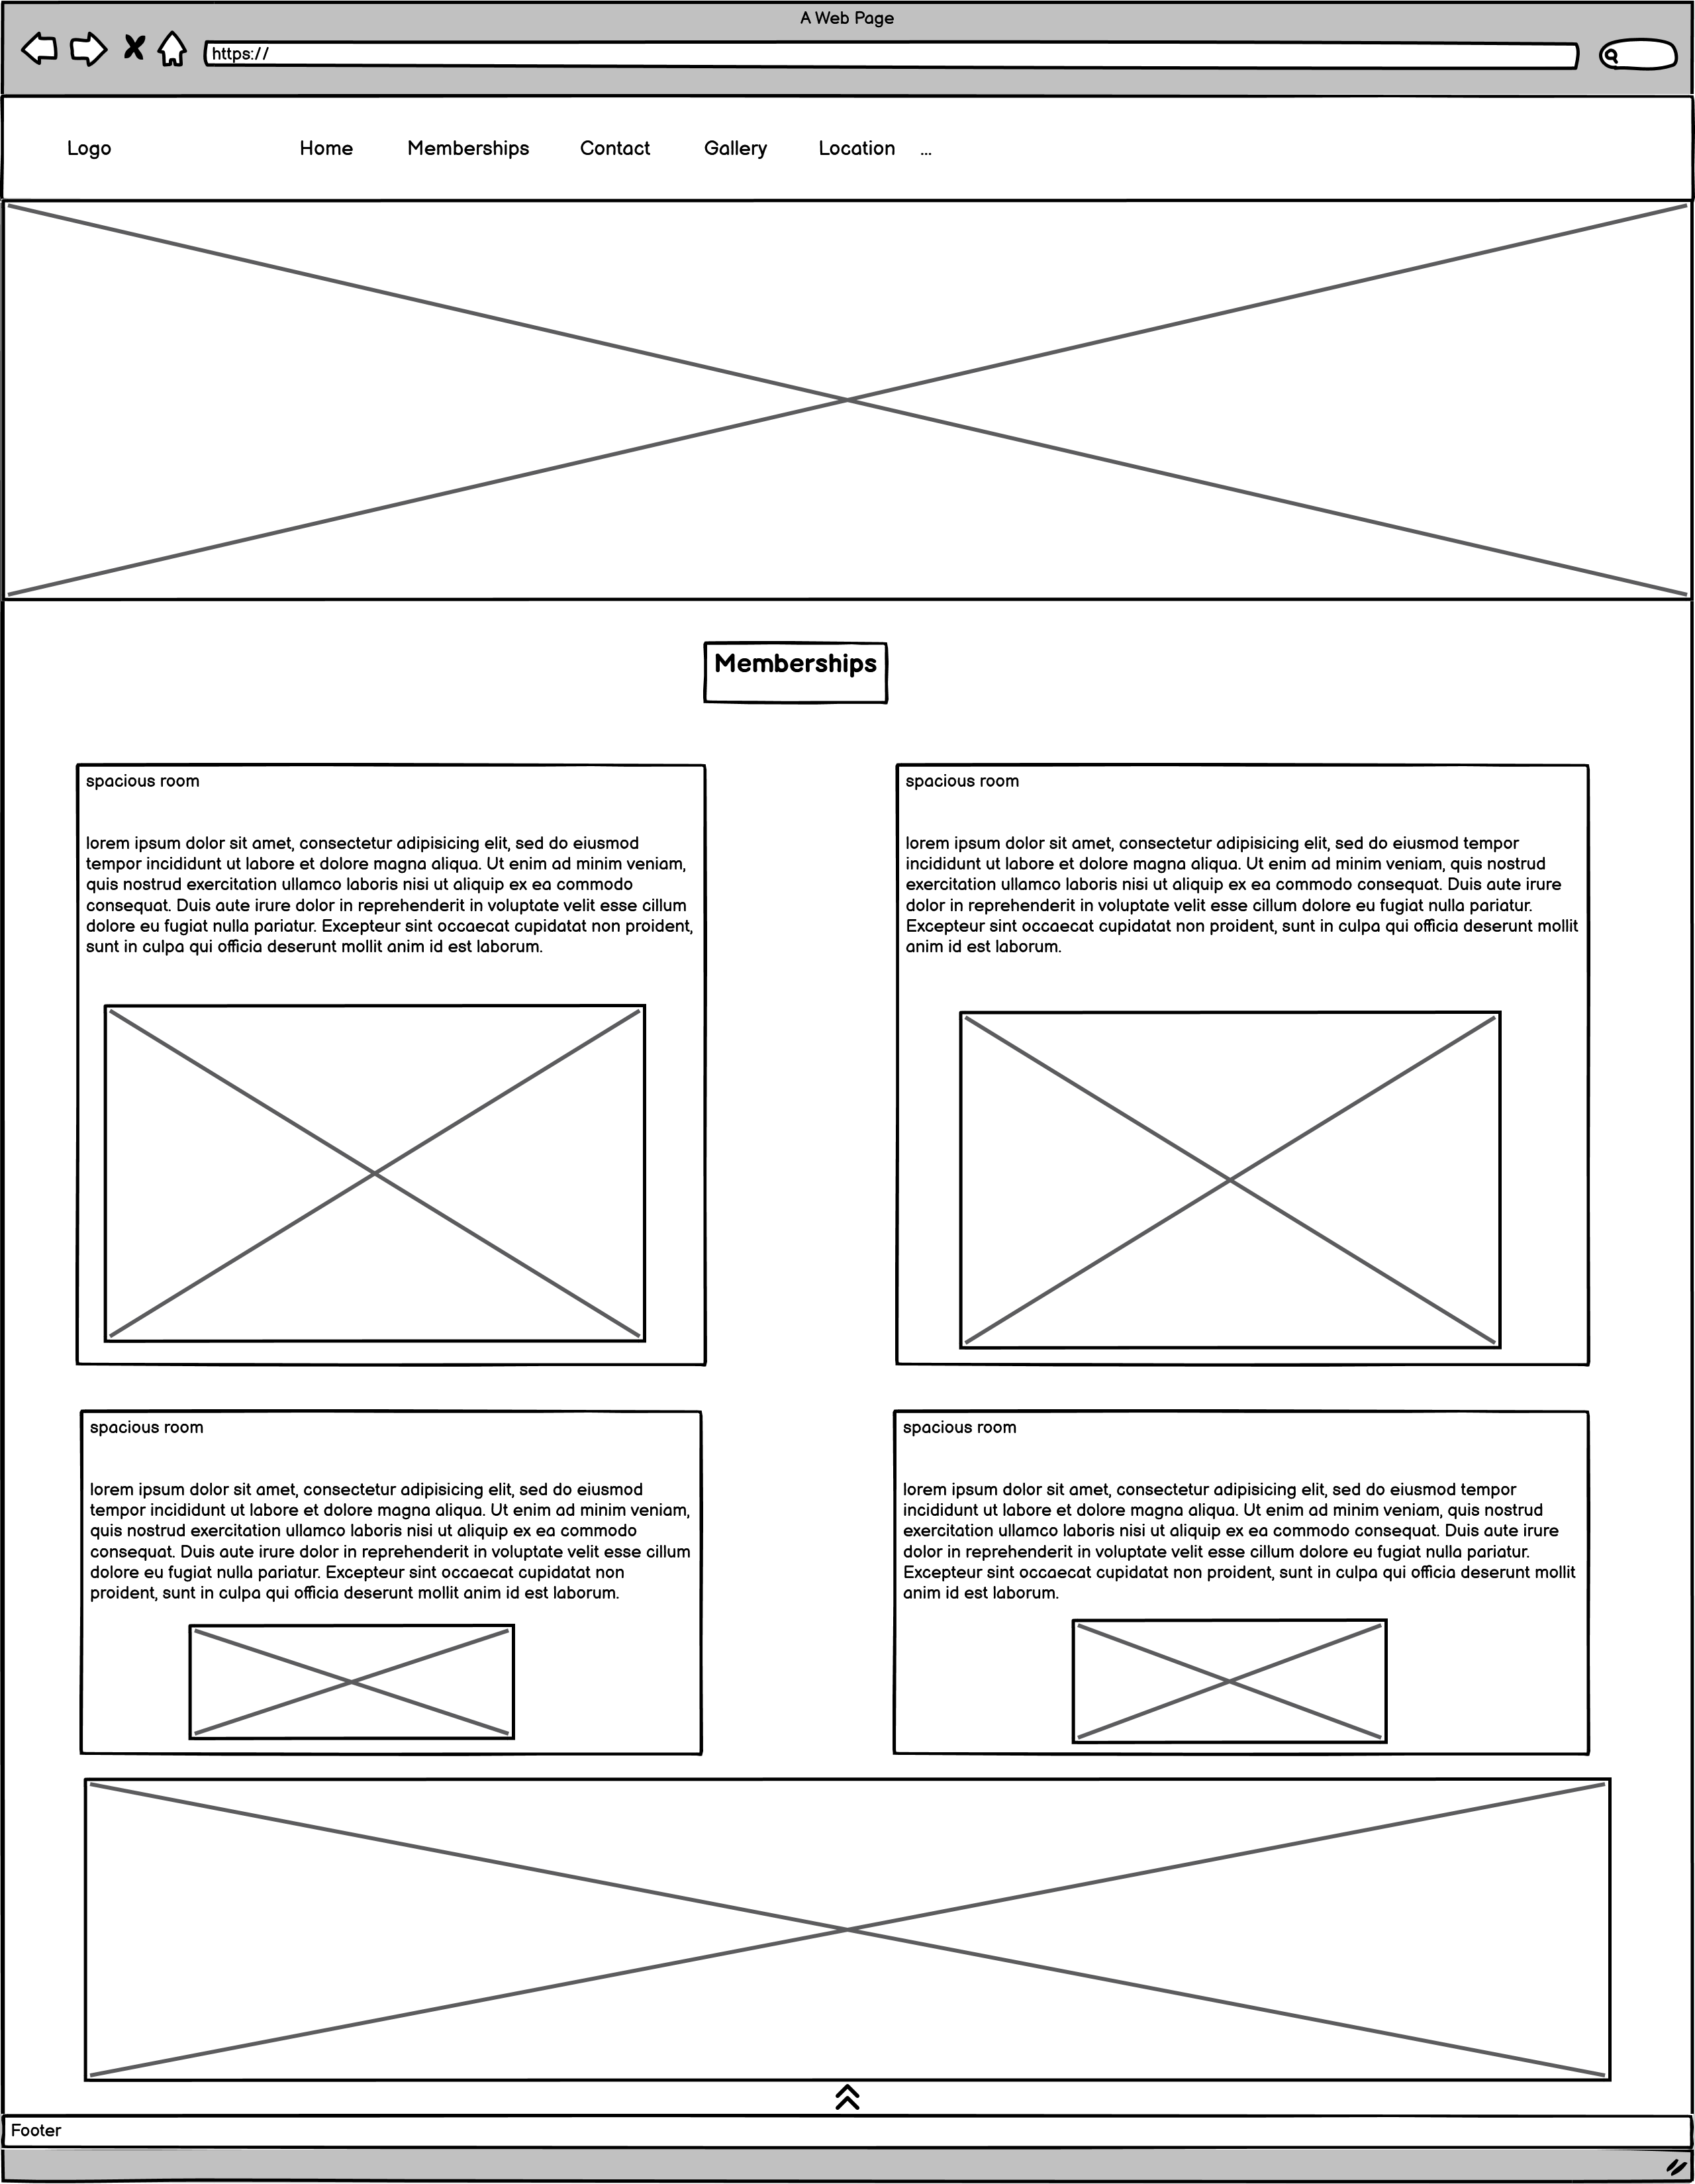 A Web Page
https://
Logo Home Memberships Contact Gallery Location ...
Memberships
spacious room
lorem ipsum dolor sit amet, consectetur adipisicing elit, sed do eiusmod
tempor incididunt ut labore et dolore magna aliqua. Ut enim ad minim veniam,
quis nostrud exercitation ullamco laboris nisi ut aliquip ex ea commodo
consequat. Duis aute irure dolor in reprehenderit in voluptate velit esse cillum
dolore eu fugiat nulla pariatur. Excepteur sint occaecat cupidatat non proident,
sunt in culpa qui officia deserunt mollit anim id est laborum.
spacious room
lorem ipsum dolor sit amet, consectetur adipisicing elit, sed do eiusmod tempor
incididunt ut labore et dolore magna aliqua. Ut enim ad minim veniam, quis nostrud
exercitation ullamco laboris nisi ut aliquip ex ea commodo consequat. Duis aute irure
dolor in reprehenderit in voluptate velit esse cillum dolore eu fugiat nulla pariatur.
Excepteur sint occaecat cupidatat non proident, sunt in culpa qui officia deserunt mollit
anim id est laborum.
spacious room
lorem ipsum dolor sit amet, consectetur adipisicing elit, sed do eiusmod
tempor incididunt ut labore et dolore magna aliqua. Ut enim ad minim veniam,
quis nostrud exercitation ullamco laboris nisi ut aliquip ex ea commodo
consequat. Duis aute irure dolor in reprehenderit in voluptate velit esse cillum
dolore eu fugiat nulla pariatur. Excepteur sint occaecat cupidatat non
proident, sunt in culpa qui officia deserunt mollit anim id est laborum.
spacious room
lorem ipsum dolor sit amet, consectetur adipisicing elit, sed do eiusmod tempor
incididunt ut labore et dolore magna aliqua. Ut enim ad minim veniam, quis nostrud
exercitation ullamco laboris nisi ut aliquip ex ea commodo consequat. Duis aute irure
dolor in reprehenderit in voluptate velit esse cillum dolore eu fugiat nulla pariatur.
Excepteur sint occaecat cupidatat non proident, sunt in culpa qui officia deserunt mollit
anim id est laborum.
Footer